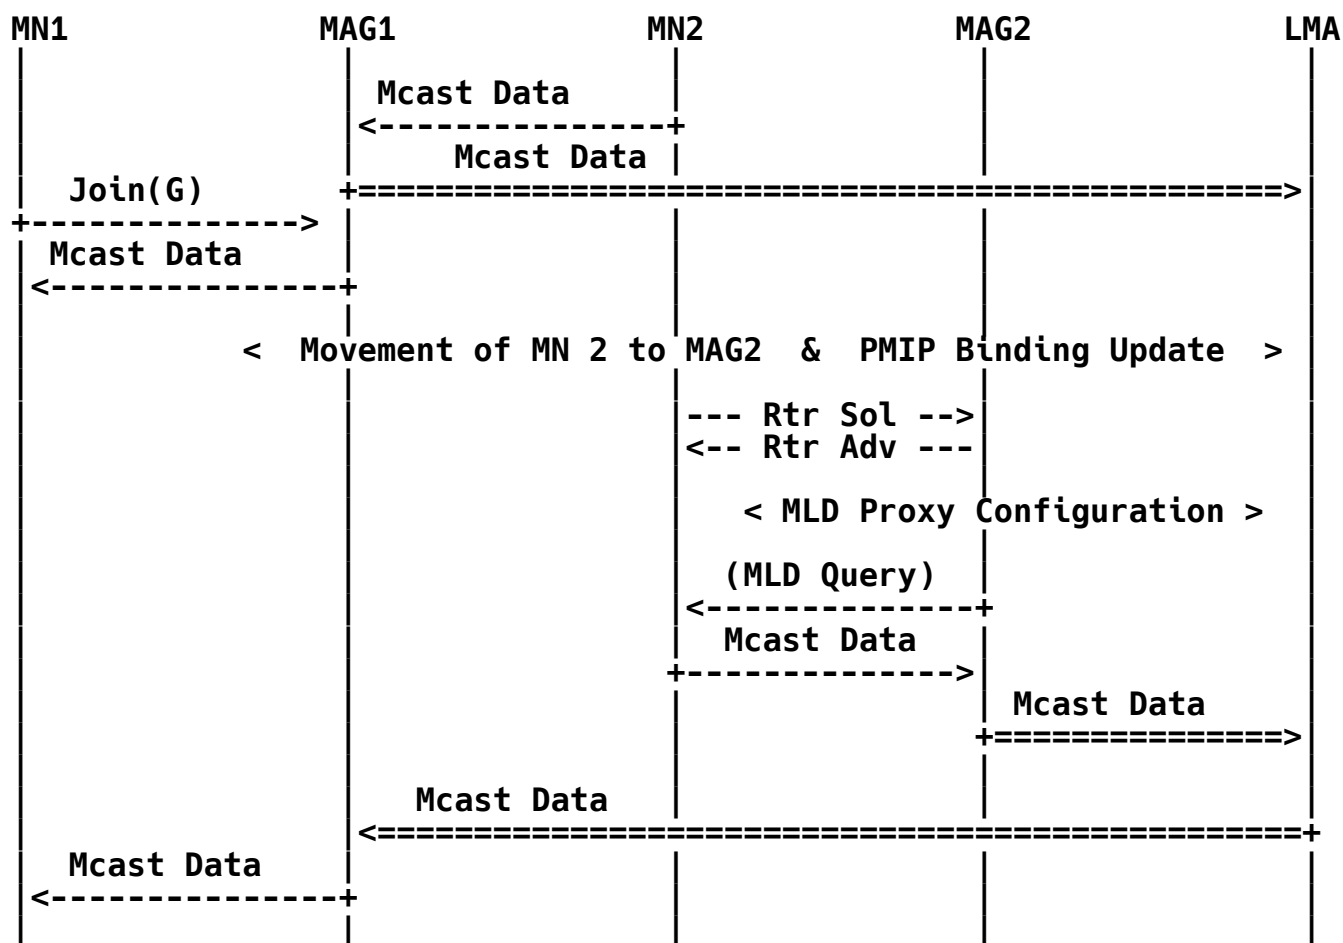 MN1 MAG1 MN2 MAG2 LMA
Mcast Data
Mcast Data
Join(G)
Mcast Data
< Movement of MN 2 to MAG2 & PMIP Binding Update >
--- Rtr Sol -->
<-- Rtr Adv ---
< MLD Proxy Configuration >
(MLD Query)
Mcast Data
Mcast Data
Mcast Data
Mcast Data